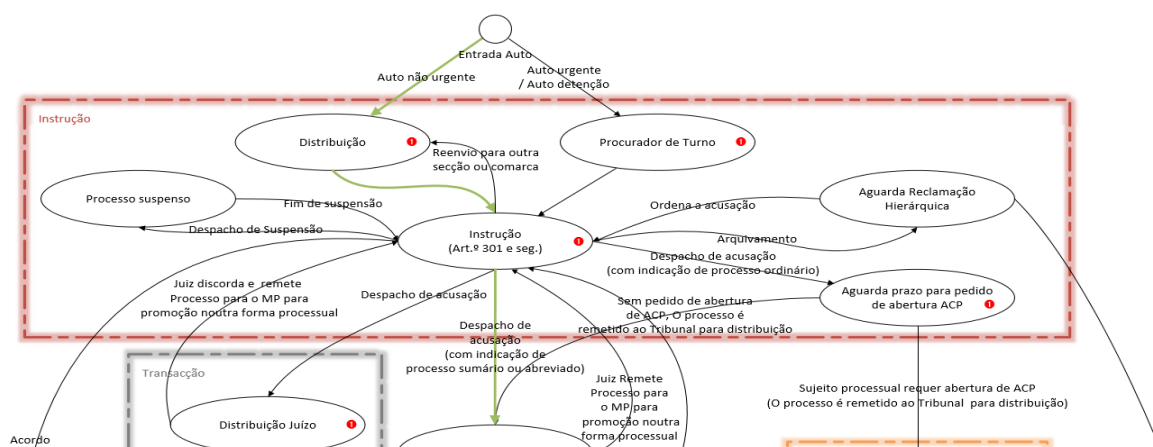 Entrada Auto
Auto não urgente
Auto urgente
/ Auto detenção
Instrução
Distribuição
Procurador de Turno
Reenvio para outra
secção ou comarca
Processo suspenso
Aguarda Reclamação
Hierárquica
Fim de suspensão
Ordena a acusação
Despacho de Suspensão
Instrução
(Art.º 301 e seg.)
Arquivamento
Despacho de acusação
(com indicação de processo ordinário)
Juiz discorda e remete
Processo para o MP para
promoção noutra forma processual
Despacho de acusação
Aguarda prazo para pedido
de abertura ACP
Sem pedido de abertura
de ACP, O processo é
remetido ao Tribunal para distribuição
Despacho de
acusação
(com indicação de
processo sumário ou abreviado)
Transacção
Juiz Remete
Processo para
o MP para
promoção noutra
forma processual
Sujeito processual requer abertura de ACP
(O processo é remetido ao Tribunal para distribuição)
Distribuição Juízo
Acordo